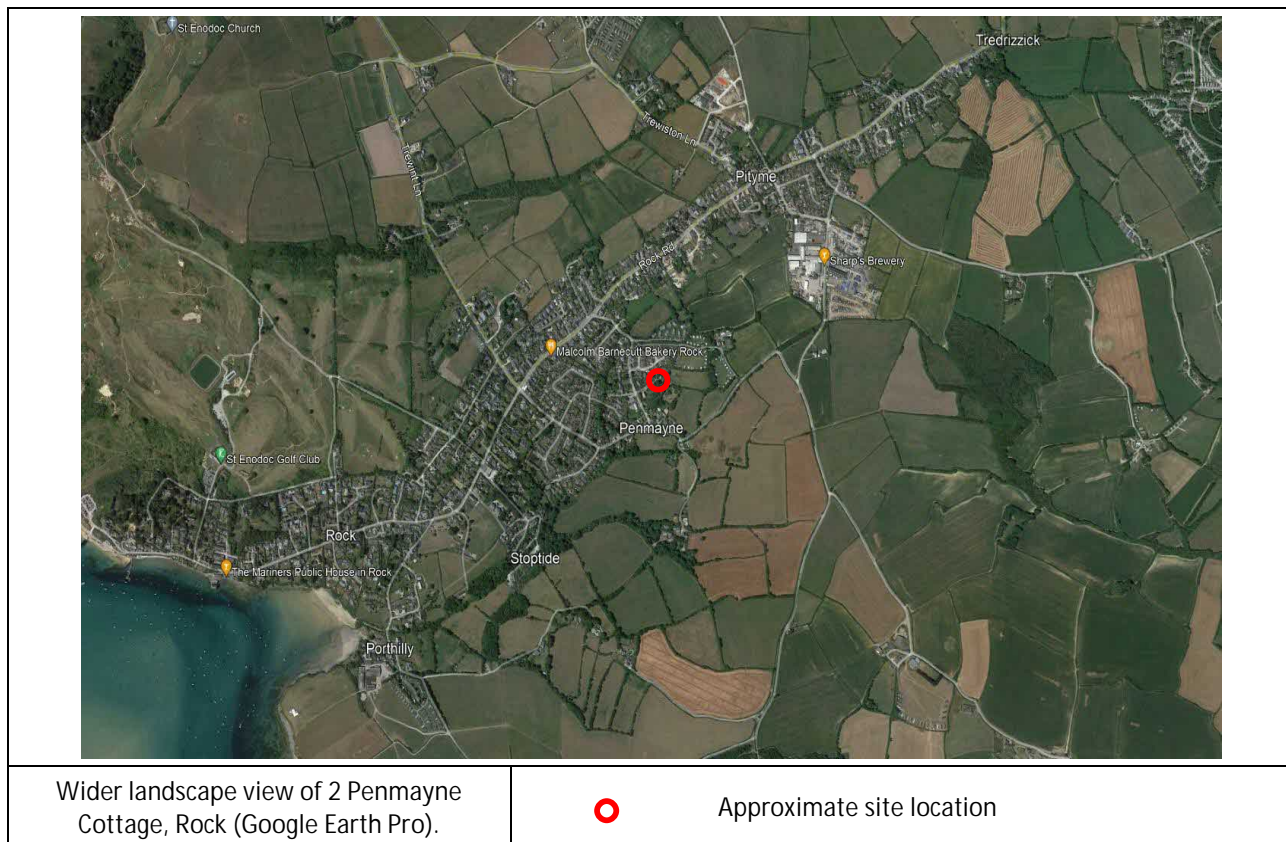 St Enodoc Church
Tredrizzick
Trewiston Ln
Trewint Ln
Pityme
Rock Rd
Sharp's Brewery
Malcolm Barnecutt Bakery Rock
Penmayne
St Enodoc Golf Club
Rock
Stoptide
The Mariners Public House in Rock
Porthilly
Wider landscape view of 2 Penmayne
Cottage, Rock (Google Earth Pro).
Approximate site location